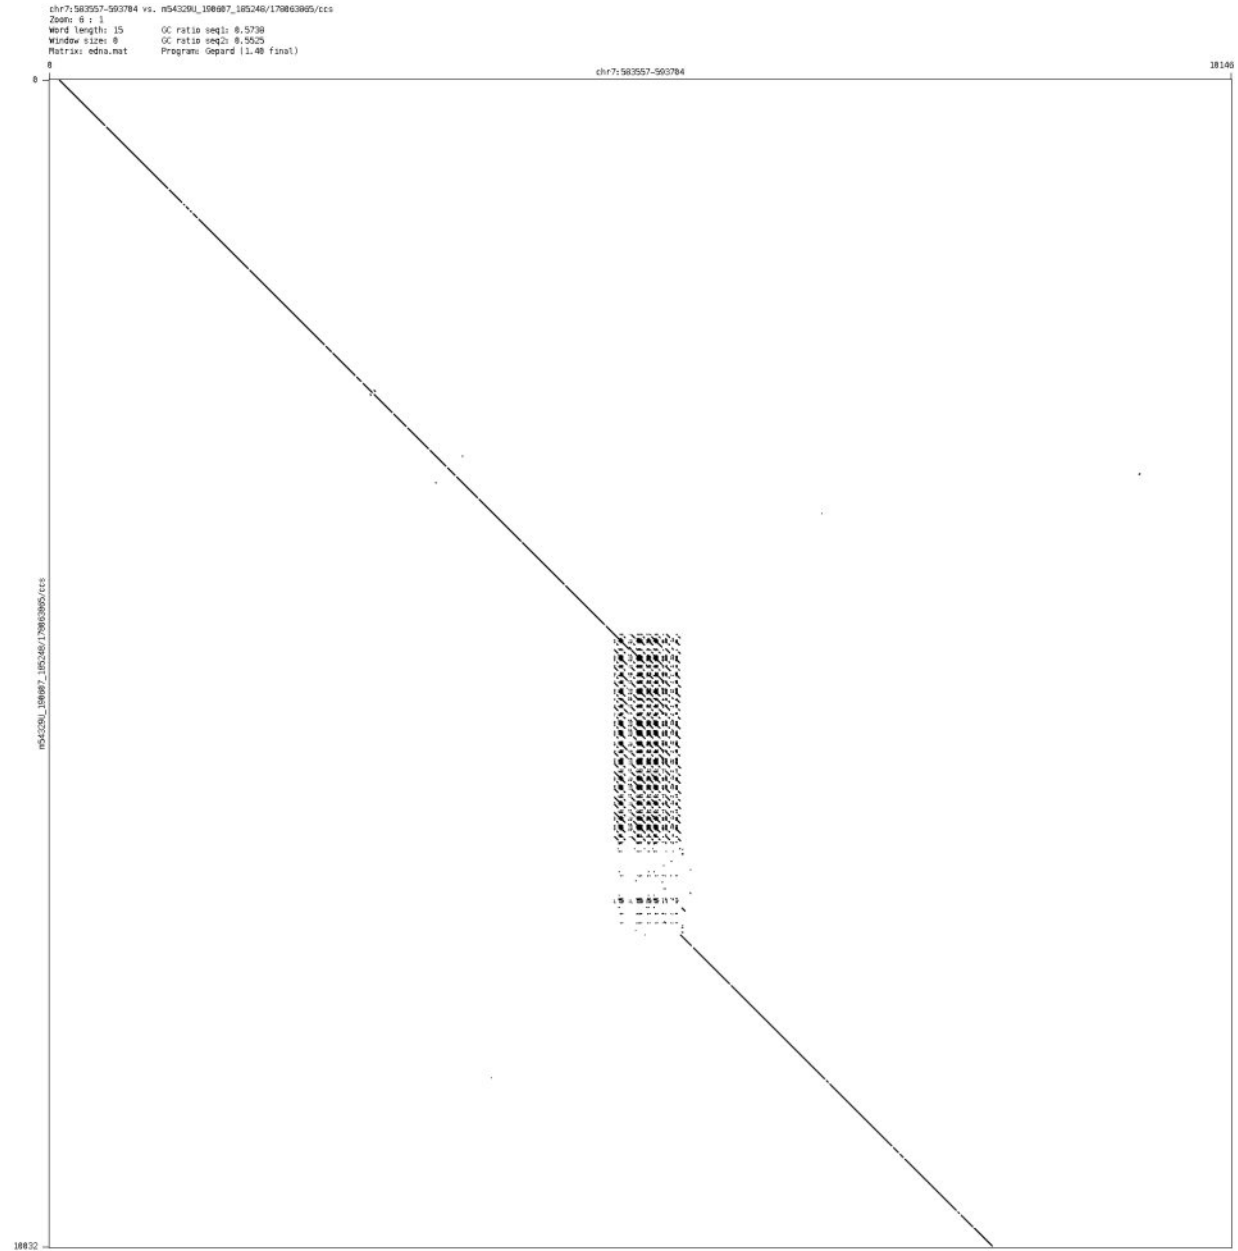 chr7:583557-593704 vs. m54329U_190607_185248/178063865/ccs
Zoom: 6 : 1
Word length: 15 GC ratio seq1: 0.5730
Window size: 0 GC ratio seq2: 0.5525
Matrix: edna.mat Program: Gepard (1.40 final)
0 chr7:583557-593704 10146
0
m54329U_190607_185248/178063865/ccs
10032